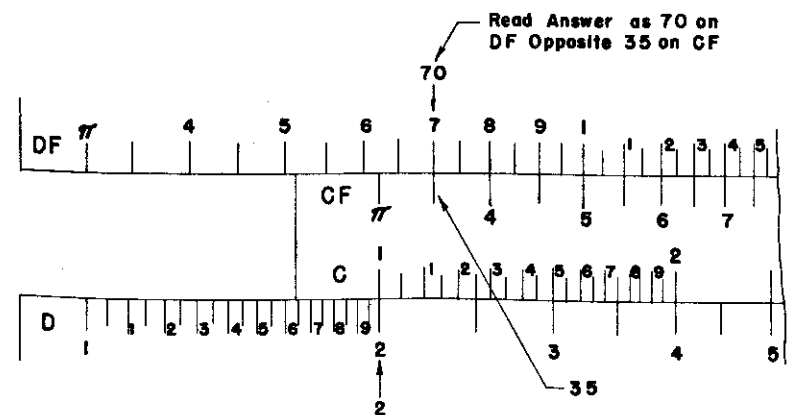 Read Answer as 70 on
DF Opposite 35 on CF
70
DF π 4 5 6 7 8 9 1 1 2 3 4 5
CF π 4 5 6 7
C 1 1 2 3 4 5 6 7 8 9 2
D 1 1 2 3 4 5 6 7 8 9 2 3 4 5
35
2